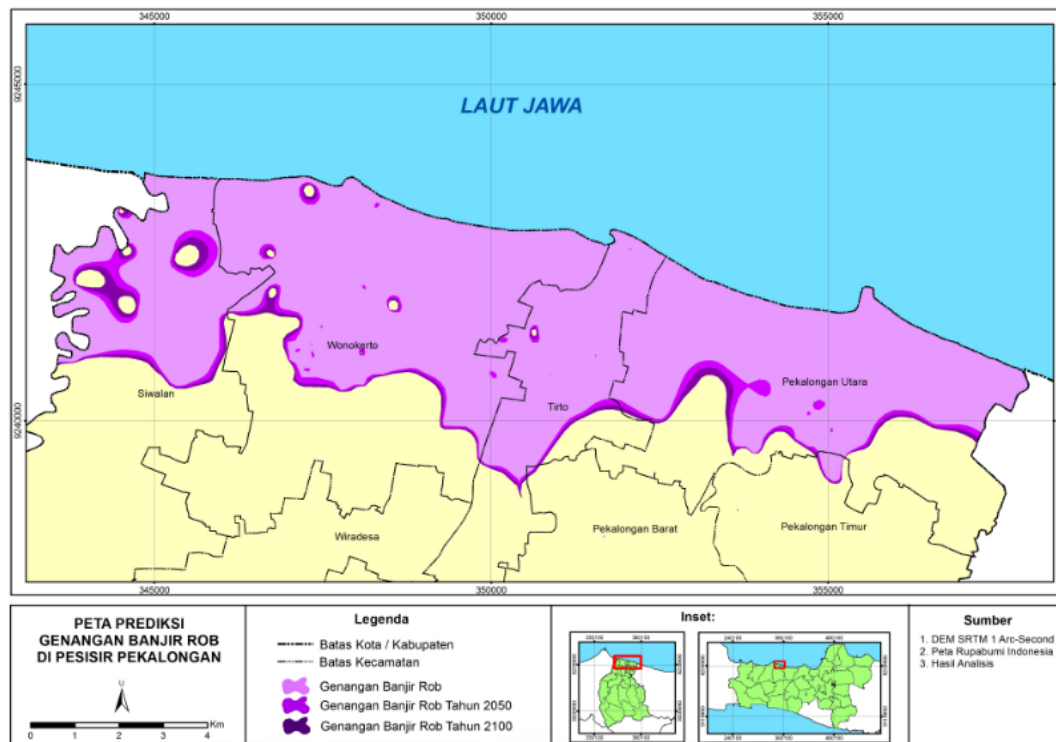 345000 350000 355000
9245000 9245000
LAUT JAWA
Wonokerto
Pekalongan Utara
Siwalan
Tirto
9240000 9240000
Wiradesa
Pekalongan Barat
Pekalongan Timur
345000 350000 355000
PETA PREDIKSI
GENANGAN BANJIR ROB
DI PESISIR PEKALONGAN
U
0 1 2 3 4 Km
Legenda
Batas Kota / Kabupaten
Batas Kecamatan
Genangan Banjir Rob
Genangan Banjir Rob Tahun 2050
Genangan Banjir Rob Tahun 2100
Inset:
Sumber
1. DEM SRTM 1 Arc-Second
2. Peta Rupabumi Indonesia
3. Hasil Analisis